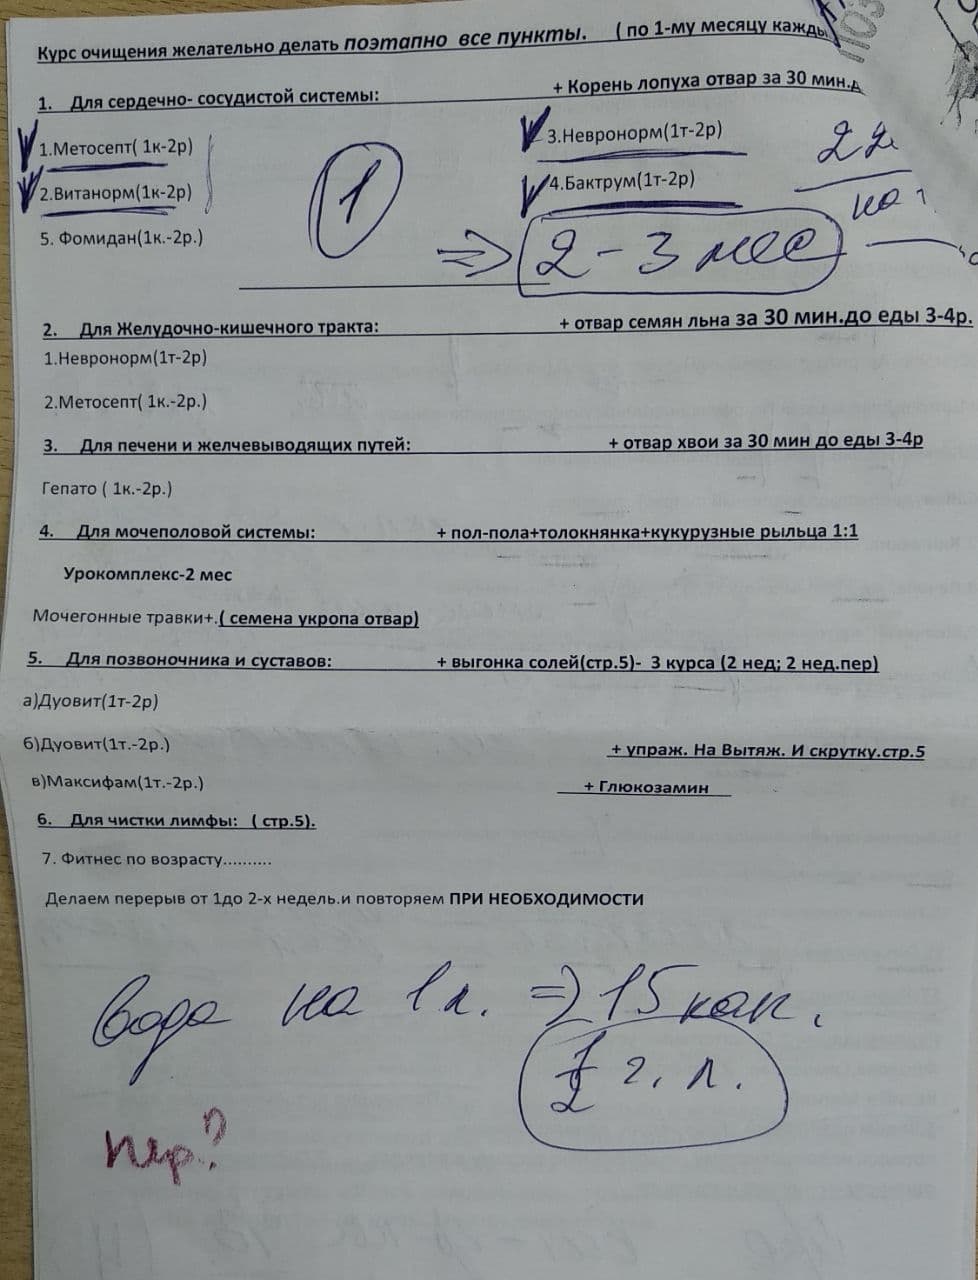 Курс очищения желательно делать поэтапно все пункты. ( по 1-му месяцу кажды
1. Для сердечно- сосудистой системы: + Корень лопуха отвар за 30 мин.д
1.Метосепт( 1к-2р) 3.Невронорм(1т-2р)
2.Витанорм(1к-2р) 4.Бактрум(1т-2р)
1
на
5. Фомидан(1к.-2р.)
=> 2-3 мес
2. Для Желудочно-кишечного тракта: + отвар семян льна за 30 мин.до еды 3-4р.
1.Невронорм(1т-2р)
2.Метосепт( 1к.-2р.)
3. Для печени и желчевыводящих путей: + отвар хвои за 30 мин до еды 3-4р
Гепато ( 1к.-2р.)
4. Для мочеполовой системы: + пол-пола+толокнянка+кукурузные рыльца 1:1
Урокомплекс-2 мес
Мочегонные травки+.( семена укропа отвар)
5. Для позвоночника и суставов: + выгонка солей(стр.5)- 3 курса (2 нед; 2 нед.пер)
а)Дуовит(1т-2р)
б)Дуовит(1т.-2р.) + упраж. На Вытяж. И скрутку.стр.5
в)Максифам(1т.-2р.) + Глюкозамин
6. Для чистки лимфы: ( стр.5).
7. Фитнес по возрасту..........
Делаем перерыв от 1до 2-х недель.и повторяем ПРИ НЕОБХОДИМОСТИ
вода на 1л. => 15 кап.
г. л.
пер?